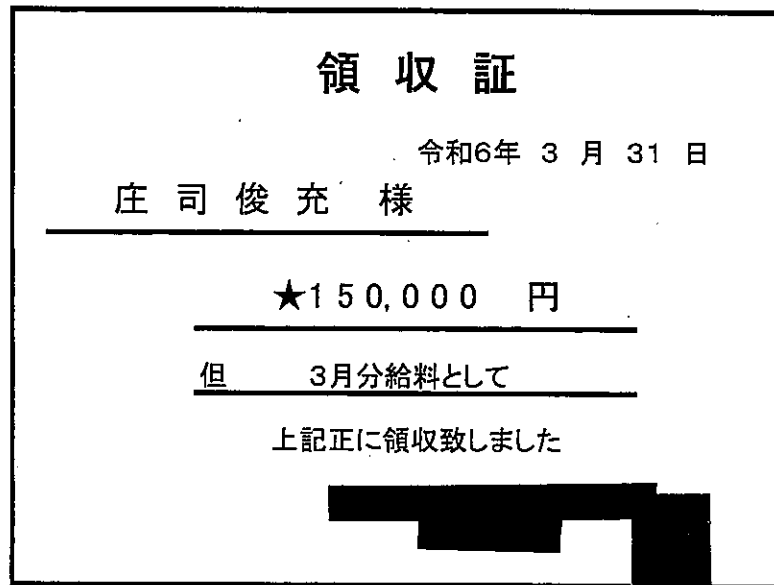 領収証
令和6年 3 月 31 日
庄司俊充 様
★150,000 円
但 3月分給料として
上記正に領収致しました